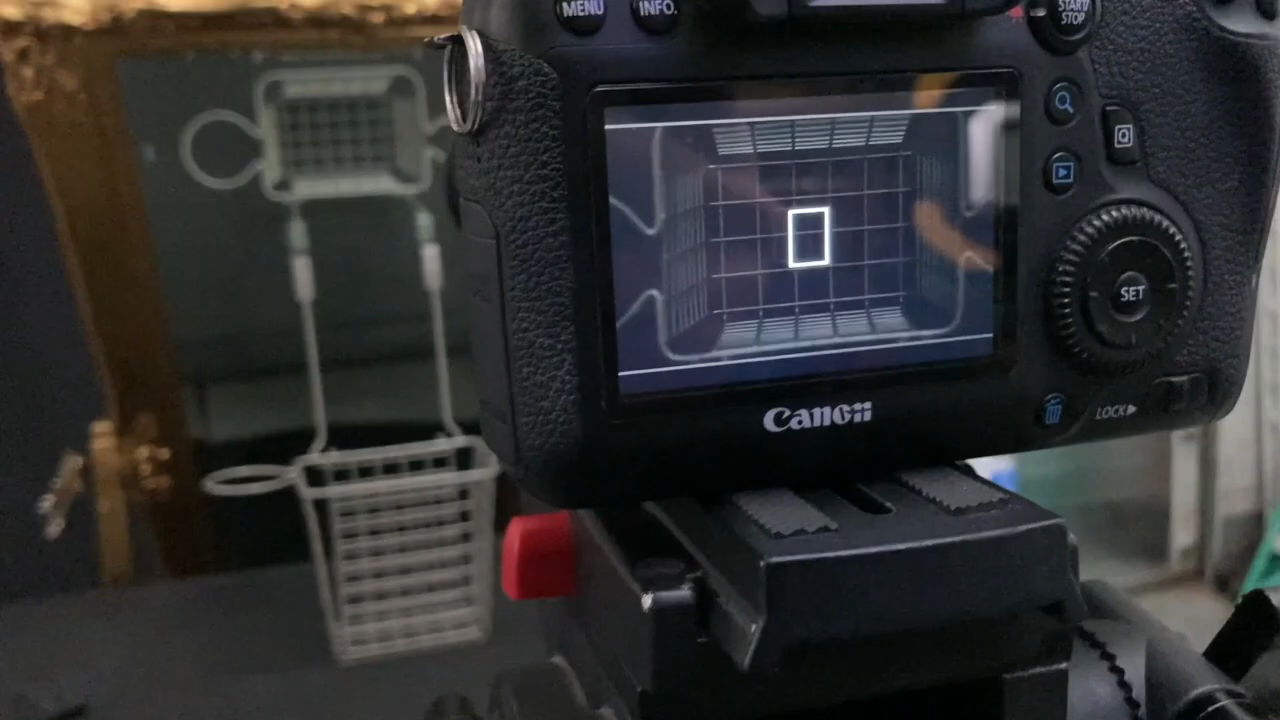 MENU
INFO.
START/
STOP
Q
SET
Canon
LOCK▶